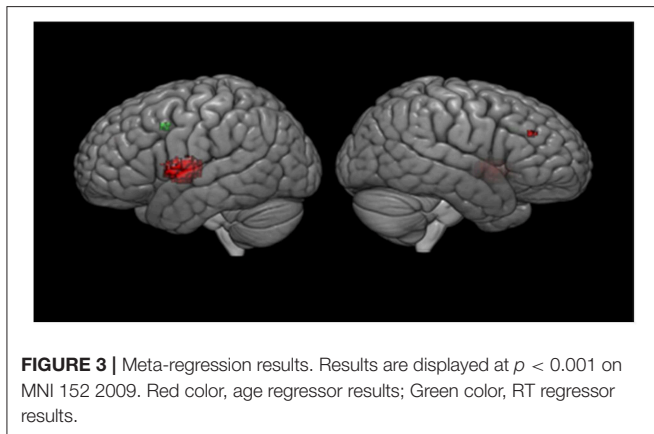 FIGURE 3 | Meta-regression results. Results are displayed at p < 0.001 on
MNI 152 2009. Red color, age regressor results; Green color, RT regressor
results.